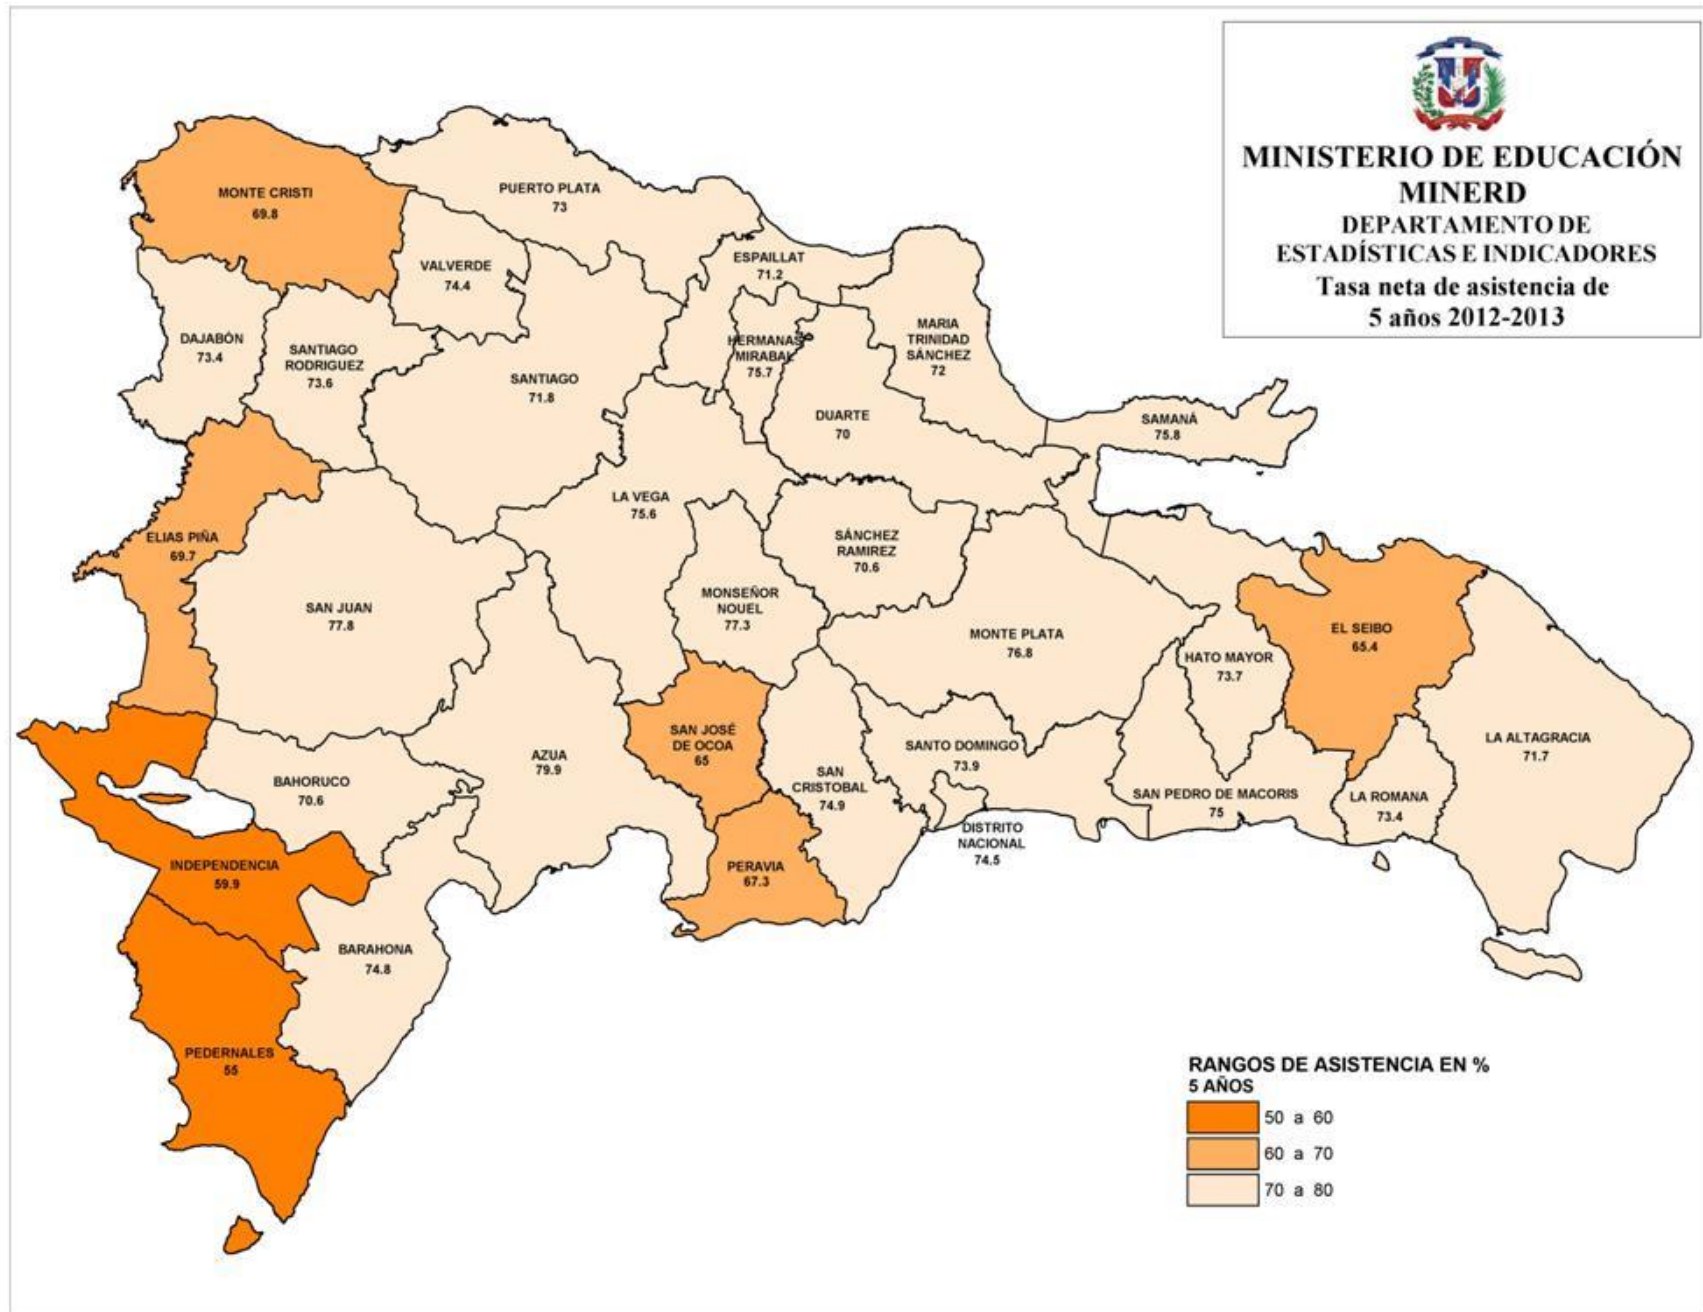 MINISTERIO DE EDUCACIÓN
MINERD
DEPARTAMENTO DE
ESTADÍSTICAS E INDICADORES
Tasa neta de asistencia de
5 años 2012-2013
MONTE CRISTI
69.8
PUERTO PLATA
73
VALVERDE
74.4
ESPAILLAT
71.2
DAJABÓN
73.4
SANTIAGO
RODRIGUEZ
73.6
SANTIAGO
71.8
HERMANAS
MIRABAL
75.7
MARIA
TRINIDAD
SÁNCHEZ
72
DUARTE
70
SAMANÁ
75.8
ELIAS PIÑA
69.7
LA VEGA
75.6
SÁNCHEZ
RAMIREZ
70.6
SAN JUAN
77.8
MONSEÑOR
NOUEL
77.3
MONTE PLATA
76.8
HATO MAYOR
73.7
EL SEIBO
65.4
LA ALTAGRACIA
71.7
BAHORUCO
70.6
AZUA
79.9
SAN JOSÉ
DE OCOA
65
SAN
CRISTOBAL
74.9
SANTO DOMINGO
73.9
SAN PEDRO DE MACORIS
75
LA ROMANA
73.4
DISTRITO
NACIONAL
74.5
INDEPENDENCIA
59.9
PERAVIA
67.3
BARAHONA
74.8
PEDERNALES
55
RANGOS DE ASISTENCIA EN %
5 AÑOS
50 a 60
60 a 70
70 a 80